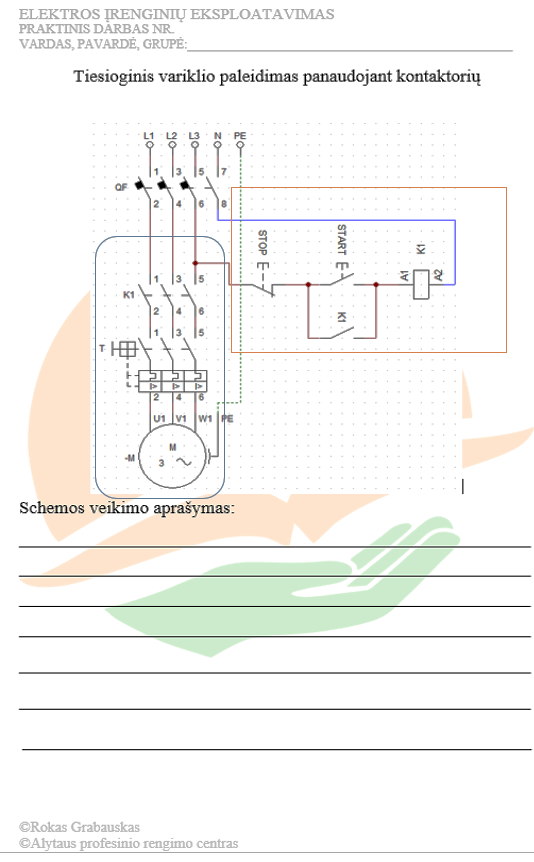 ELEKTROS ĮRENGINIŲ EKSPLOATAVIMAS
PRAKTINIS DARBAS NR.
VARDAS, PAVARDĖ, GRUPĖ:
Tiesioginis variklio paleidimas panaudojant kontaktorių
L1 L2 L3 N PE
1 3 5 7
QF
2 4 6 8
STOP START K1
1 3 5
K1
A1 A2
2 4 6
K1
1 3 5
T
2 4 6
U1 V1 W1 PE
-M
M
3
Schemos veikimo aprašymas:
©Rokas Grabauskas
©Alytaus profesinio rengimo centras